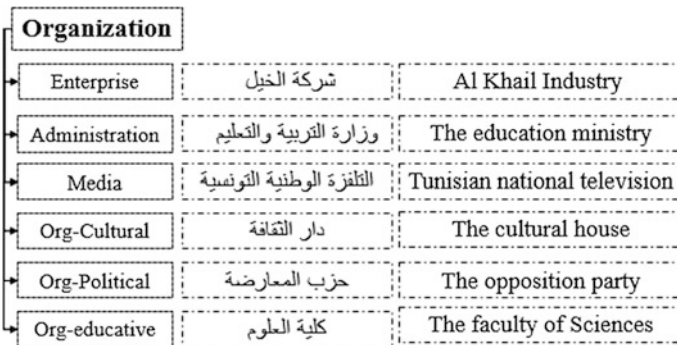 Organization
Enterprise شركة الخيل Al Khail Industry
Administration وزارة التربية والتعليم The education ministry
Media التلفزة الوطنية التونسية Tunisian national television
Org-Cultural دار الثقافة The cultural house
Org-Political حزب المعارضة The opposition party
Org-educative كلية العلوم The faculty of Sciences